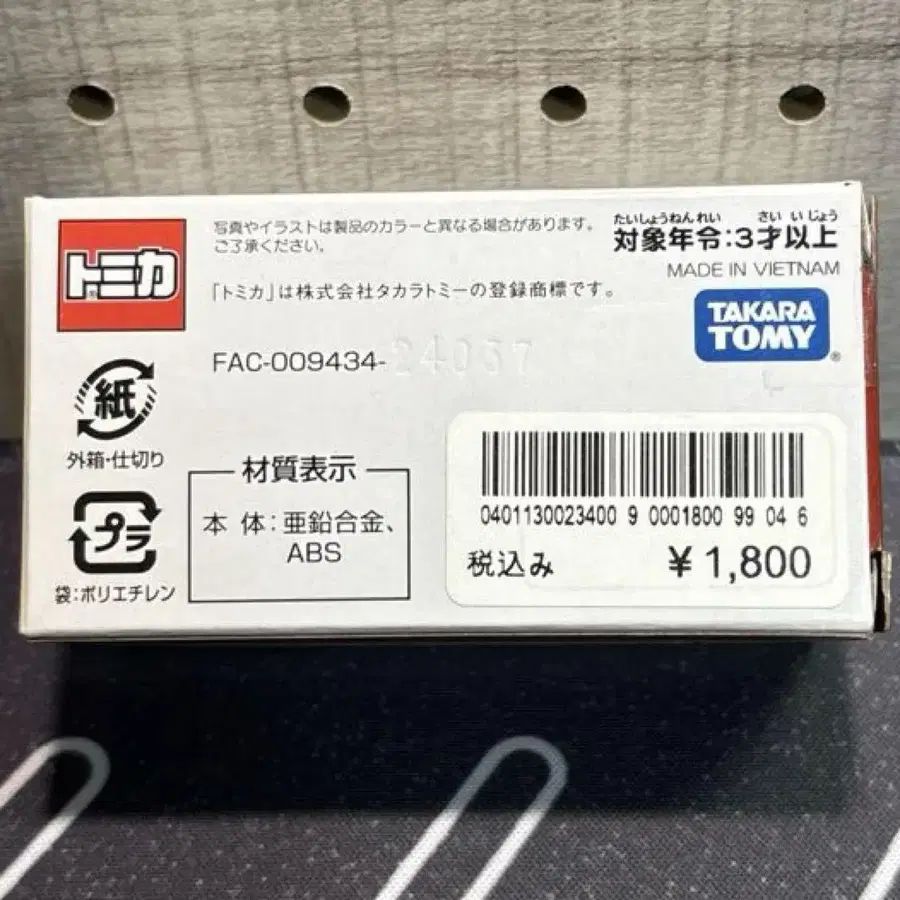 トミカ
写真やイラストは製品のカラーと異なる場合があります。
ご了承ください。
「トミカ」は株式会社タカラトミーの登録商標です。
FAC-009434-24037
たいしょうねんれい さいいじょう
対象年令:3才以上
MADE IN VIETNAM
TAKARA
TOMY
紙
外箱・仕切り
プラ
袋:ポリエチレン
材質表示
本 体:亜鉛合金、
ABS
0401130023400 9 0001800 99 04 6
税込み ¥1,800